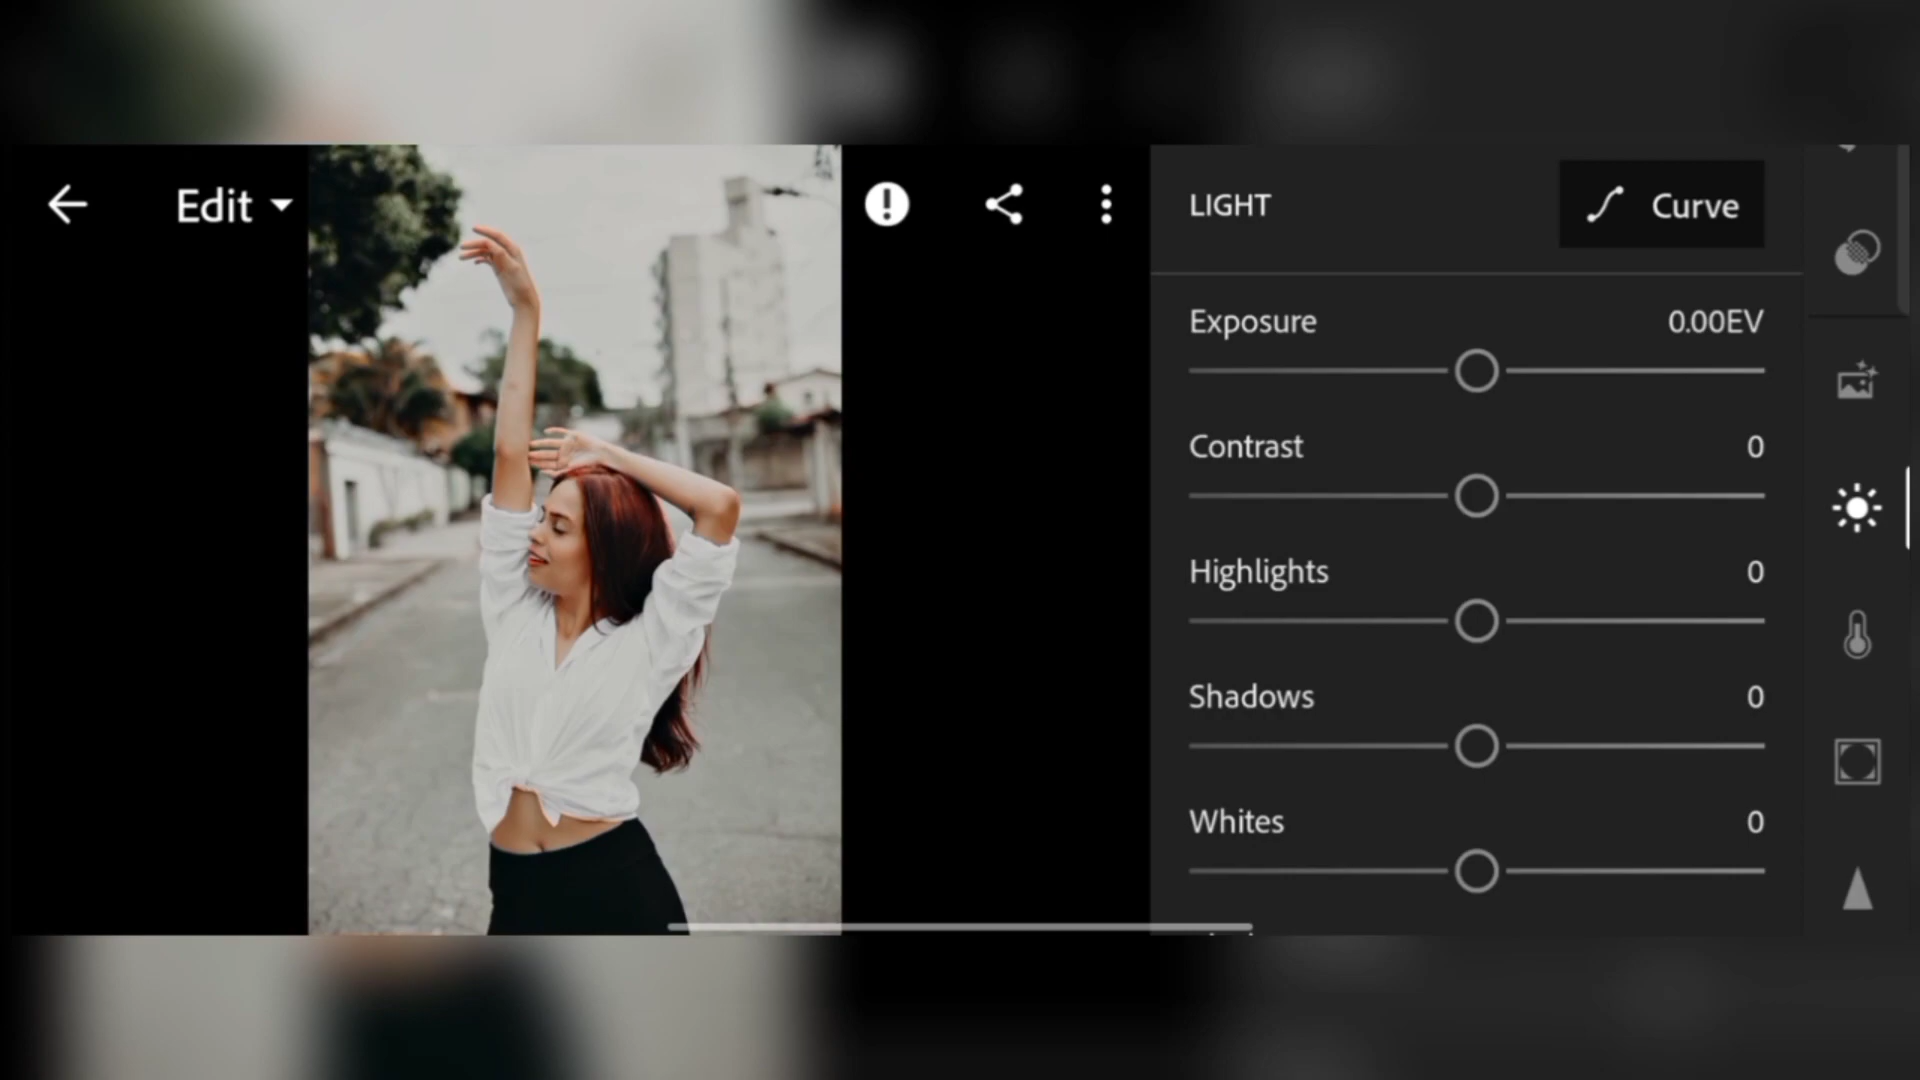 Edit
LIGHT
Curve
Exposure 0.00EV
Contrast 0
Highlights 0
Shadows 0
Whites 0